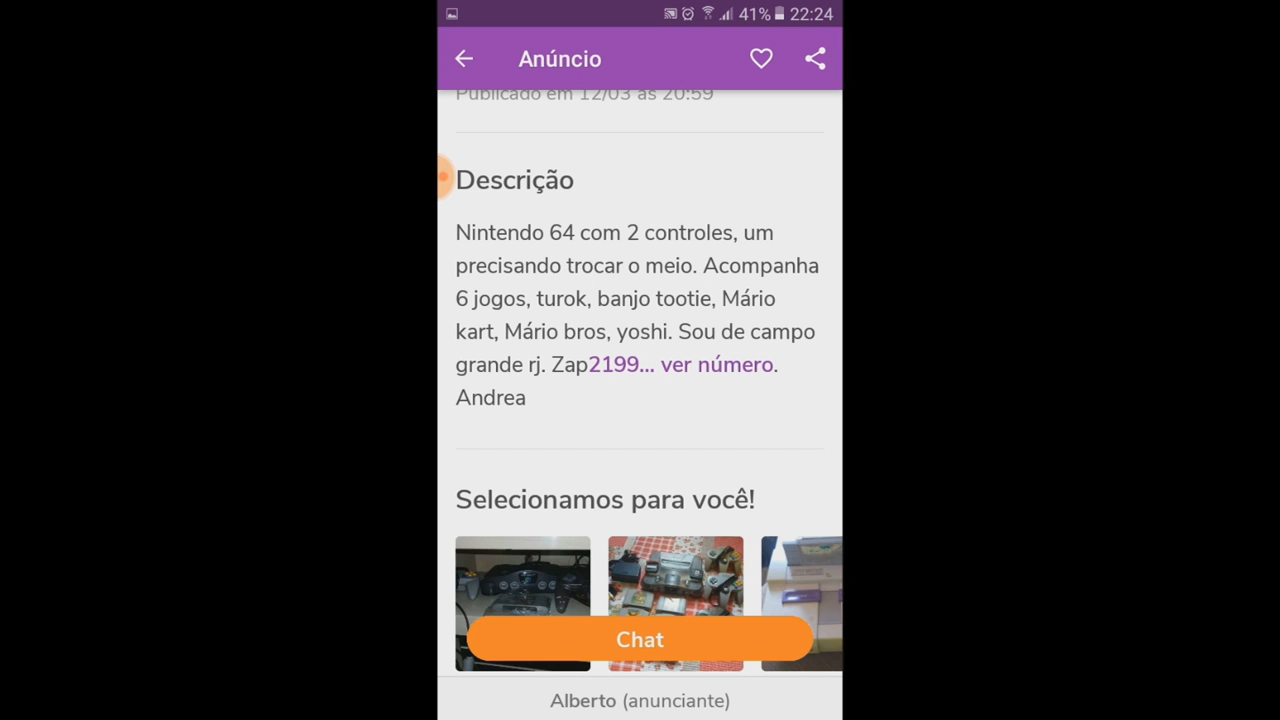 41% 22:24
Anúncio
Publicado em 12/03 às 20:59
Descrição
Nintendo 64 com 2 controles, um
precisando trocar o meio. Acompanha
6 jogos, turok, banjo tootie, Mário
kart, Mário bros, yoshi. Sou de campo
grande rj. Zap2199... ver número.
Andrea
Selecionamos para você!
Chat
Alberto (anunciante)